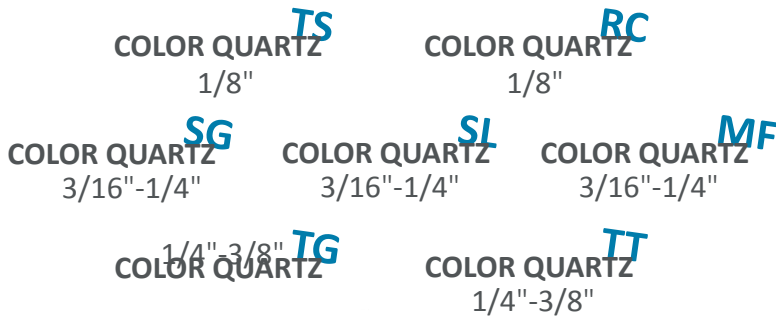 COLOR QUARTZ TS
1/8"
COLOR QUARTZ RC
1/8"
COLOR QUARTZ SG
3/16"-1/4"
COLOR QUARTZ SL
3/16"-1/4"
COLOR QUARTZ MF
3/16"-1/4"
COLOR QUARTZ TG
1/4"-3/8"
COLOR QUARTZ TT
1/4"-3/8"